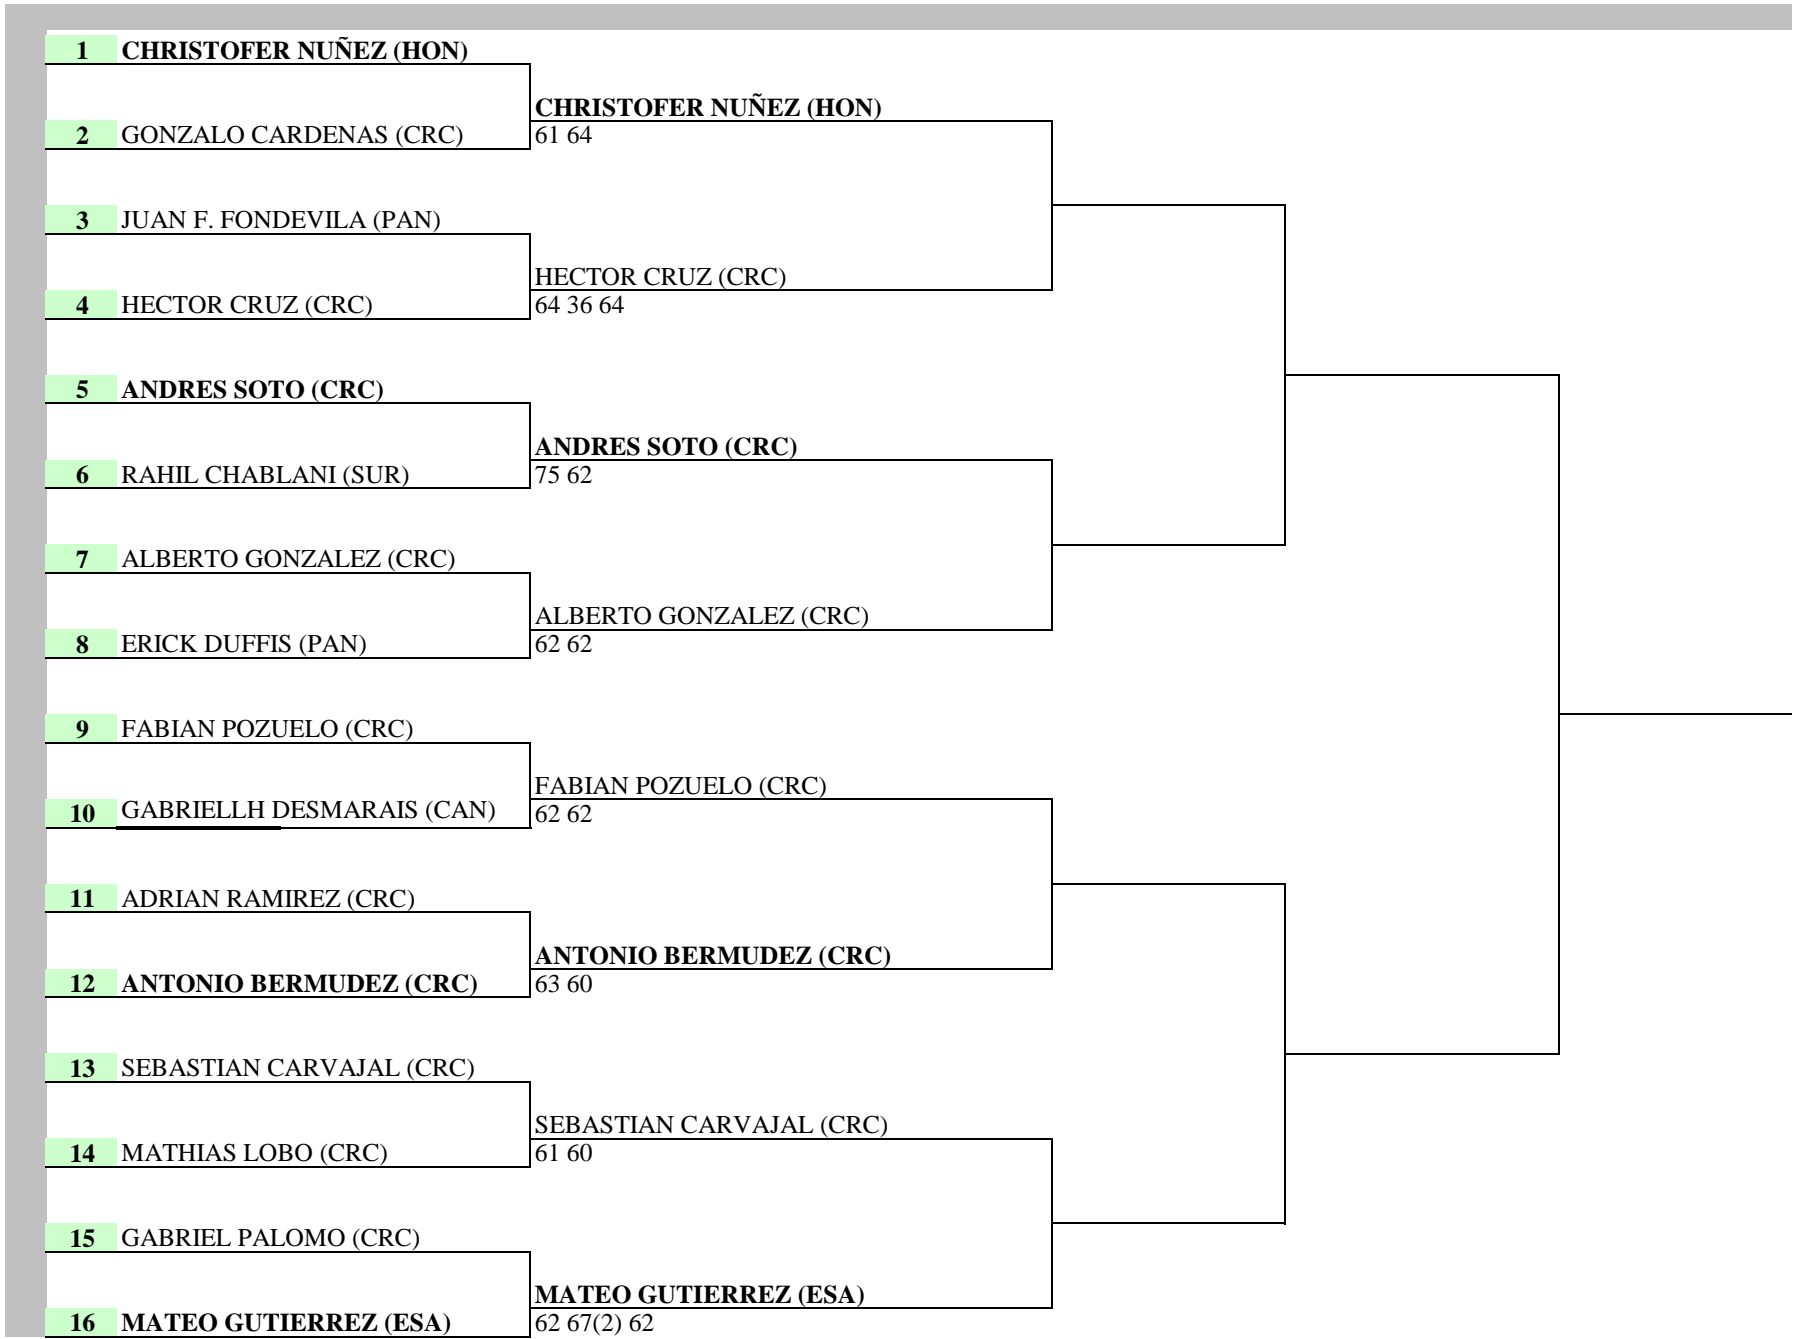 1 CHRISTOFER NUÑEZ (HON)
CHRISTOFER NUÑEZ (HON)
2 GONZALO CARDENAS (CRC) 61 64
3 JUAN F. FONDEVILA (PAN)
HECTOR CRUZ (CRC)
4 HECTOR CRUZ (CRC) 64 36 64
5 ANDRES SOTO (CRC)
ANDRES SOTO (CRC)
6 RAHIL CHABLANI (SUR) 75 62
7 ALBERTO GONZALEZ (CRC)
ALBERTO GONZALEZ (CRC)
8 ERICK DUFFIS (PAN) 62 62
9 FABIAN POZUELO (CRC)
FABIAN POZUELO (CRC)
10 GABRIELLH DESMARAIS (CAN) 62 62
11 ADRIAN RAMIREZ (CRC)
ANTONIO BERMUDEZ (CRC)
12 ANTONIO BERMUDEZ (CRC) 63 60
13 SEBASTIAN CARVAJAL (CRC)
SEBASTIAN CARVAJAL (CRC)
14 MATHIAS LOBO (CRC) 61 60
15 GABRIEL PALOMO (CRC)
MATEO GUTIERREZ (ESA)
16 MATEO GUTIERREZ (ESA) 62 67(2) 62